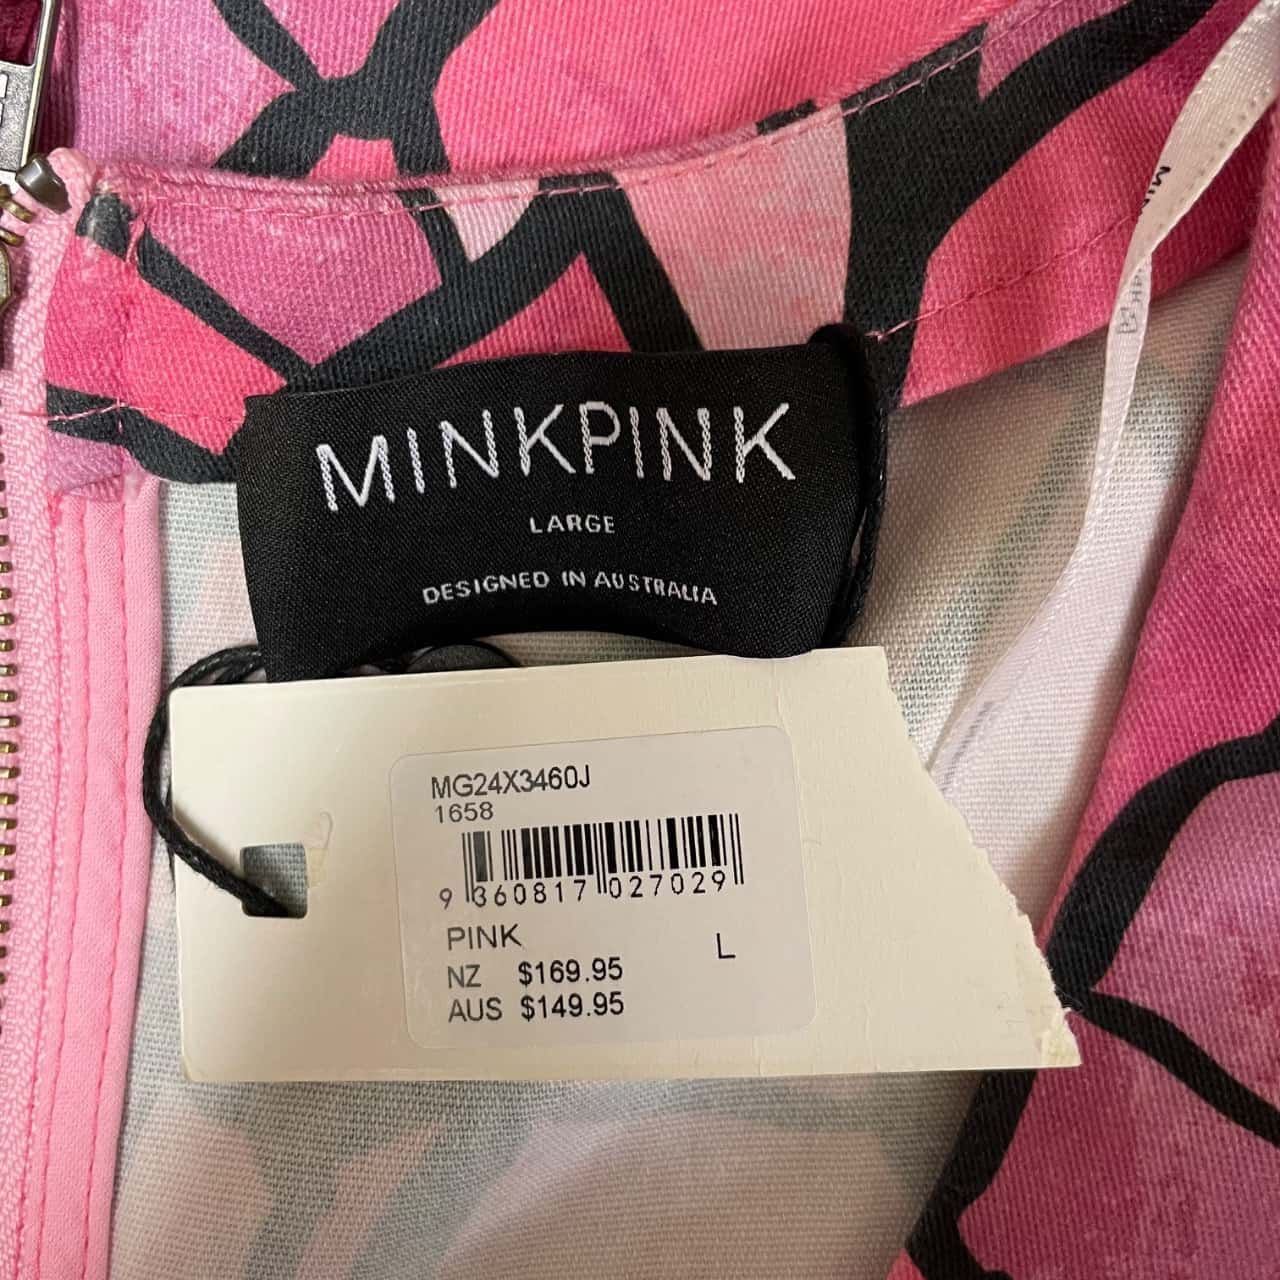 MINKPINK
LARGE
DESIGNED IN AUSTRALIA
MG24X3460J
1658
9 360817 027029
PINK
L
NZ $169.95
AUS $149.95